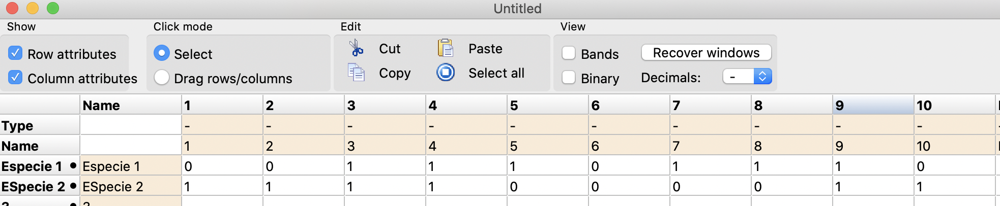 Untitled
Show Click mode Edit View
Row attributes Select Cut Paste Bands Recover windows
Column attributes Drag rows/columns Copy Select all Binary Decimals: -
Name 1 2 3 4 5 6 7 8 9 10
Type - - - - - - - - - -
Name 1 2 3 4 5 6 7 8 9 10
Especie 1 • Especie 1 0 0 1 1 1 0 1 1 1 0
ESpecie 2 • ESpecie 2 1 1 1 1 0 0 0 0 1 1